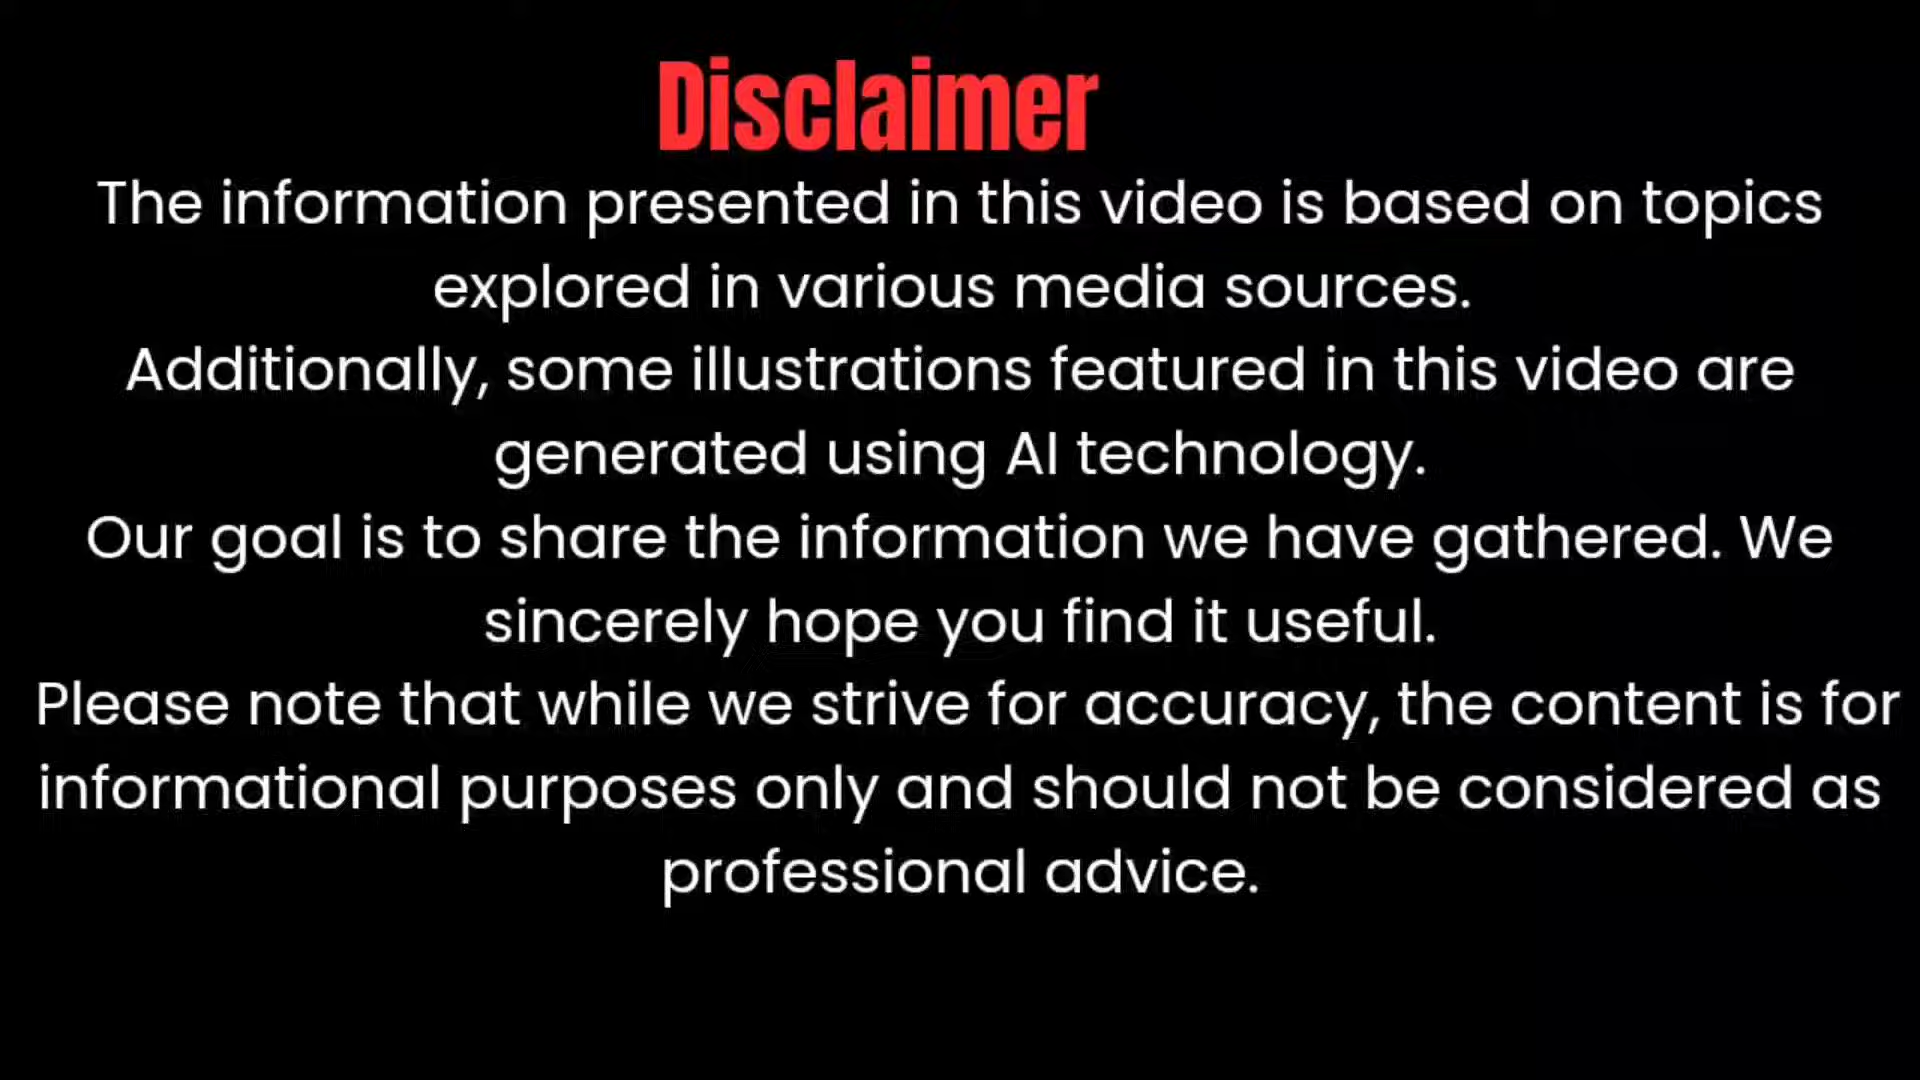 Disclaimer
The information presented in this video is based on topics
explored in various media sources.
Additionally, some illustrations featured in this video are
generated using AI technology.
Our goal is to share the information we have gathered. We
sincerely hope you find it useful.
Please note that while we strive for accuracy, the content is for
informational purposes only and should not be considered as
professional advice.